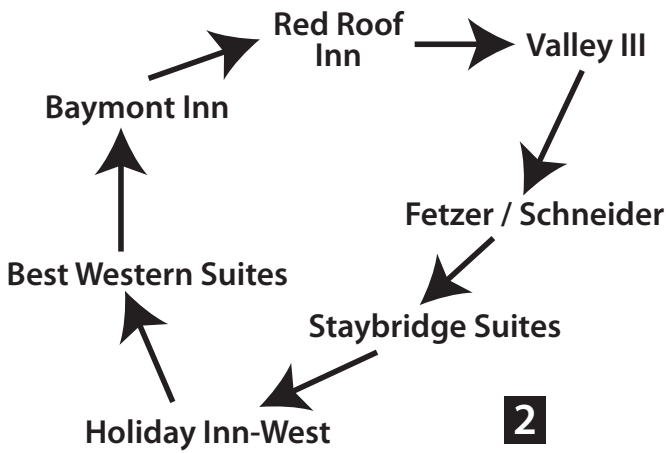 Red Roof
Inn
Valley III
Baymont Inn
Fetzer / Schneider
Best Western Suites
Staybridge Suites
Holiday Inn-West
2